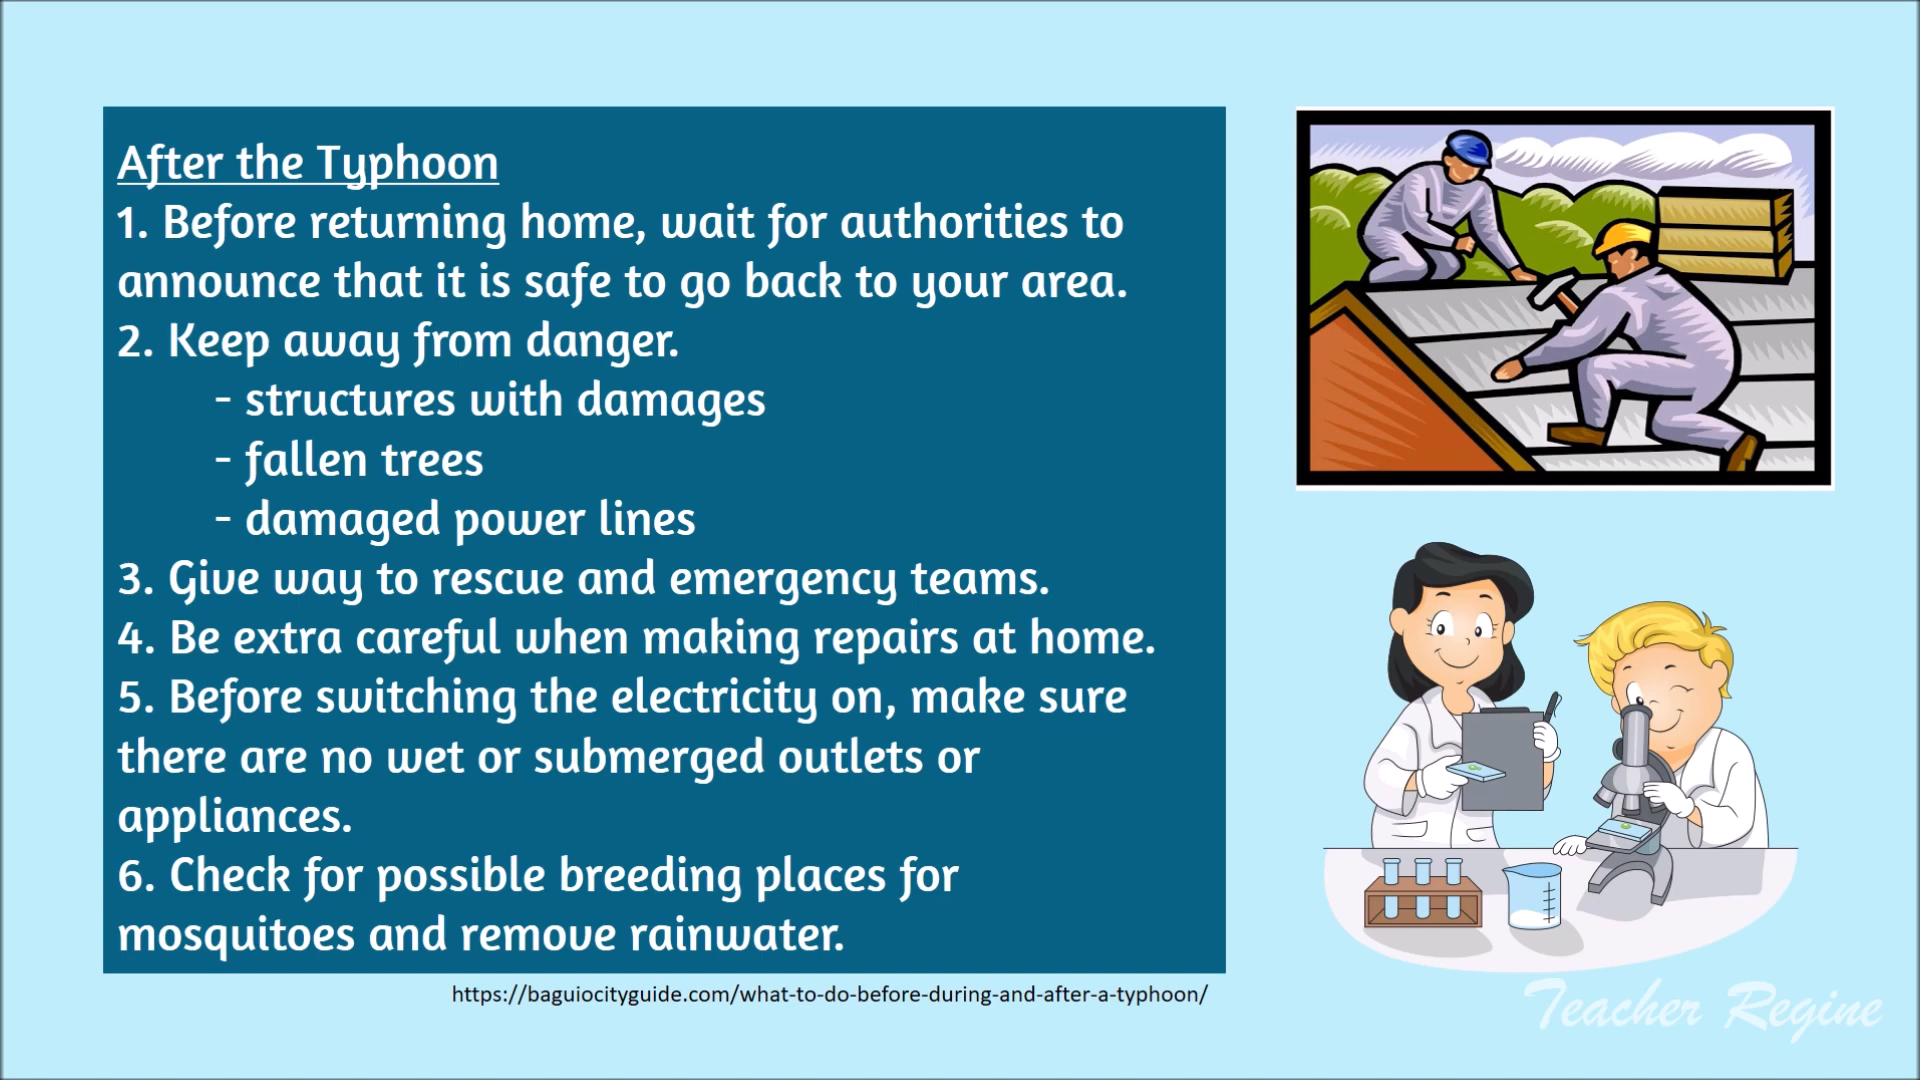 After the Typhoon
1. Before returning home, wait for authorities to
announce that it is safe to go back to your area.
2. Keep away from danger.
- structures with damages
- fallen trees
- damaged power lines
3. Give way to rescue and emergency teams.
4. Be extra careful when making repairs at home.
5. Before switching the electricity on, make sure
there are no wet or submerged outlets or
appliances.
6. Check for possible breeding places for
mosquitoes and remove rainwater.
https://baguiocityguide.com/what-to-do-before-during-and-after-a-typhoon/
Teacher Regine